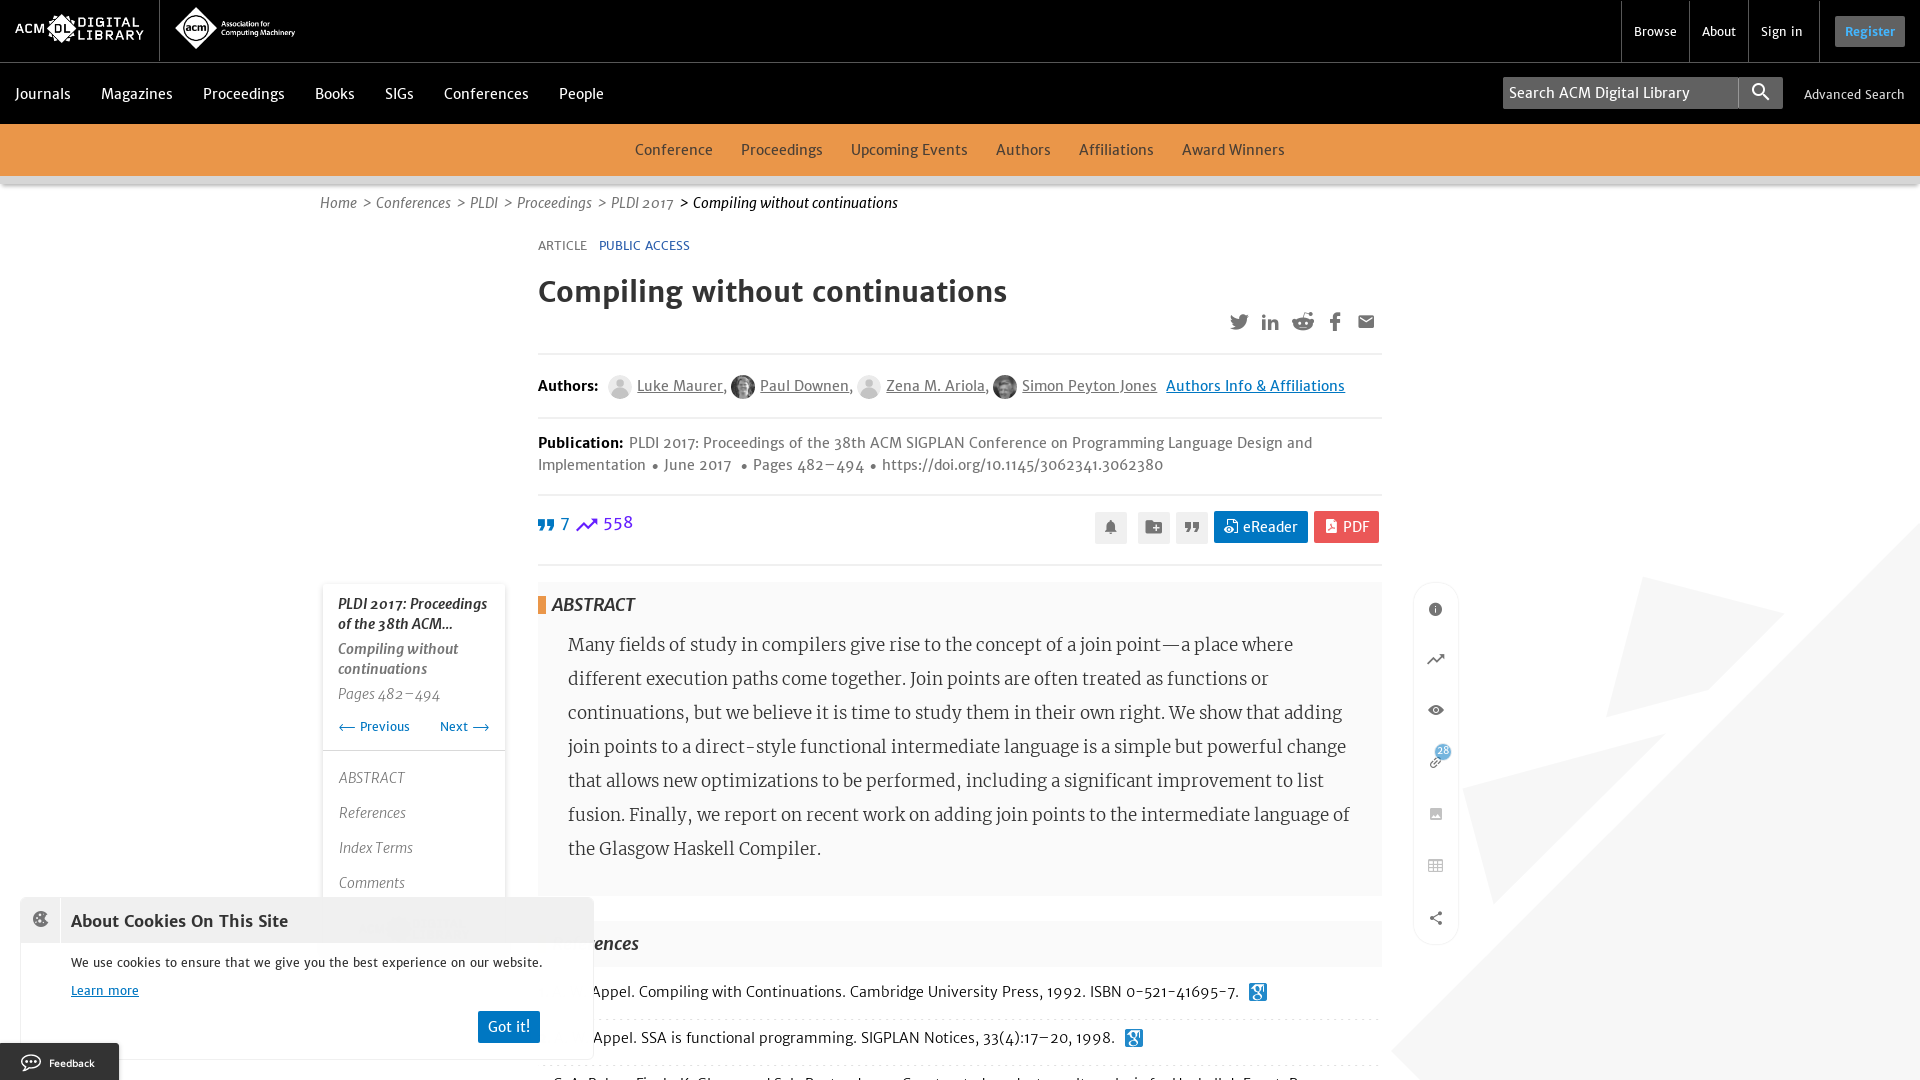 ACM DL DIGITAL LIBRARY
acm Association for Computing Machinery
Browse
About
Sign in
Register
Journals
Magazines
Proceedings
Books
SIGs
Conferences
People
Search ACM Digital Library
Advanced Search
Conference
Proceedings
Upcoming Events
Authors
Affiliations
Award Winners
Home > Conferences > PLDI > Proceedings > PLDI 2017 > Compiling without continuations
ARTICLE PUBLIC ACCESS
Compiling without continuations
Authors: Luke Maurer, Paul Downen, Zena M. Ariola, Simon Peyton Jones Authors Info & Affiliations
Publication: PLDI 2017: Proceedings of the 38th ACM SIGPLAN Conference on Programming Language Design and
Implementation • June 2017 • Pages 482–494 • https://doi.org/10.1145/3062341.3062380
7 558
eReader
PDF
PLDI 2017: Proceedings
of the 38th ACM...
Compiling without
continuations
Pages 482–494
Previous
Next
ABSTRACT
References
Index Terms
Comments
ABSTRACT
Many fields of study in compilers give rise to the concept of a join point—a place where
different execution paths come together. Join points are often treated as functions or
continuations, but we believe it is time to study them in their own right. We show that adding
join points to a direct-style functional intermediate language is a simple but powerful change
that allows new optimizations to be performed, including a significant improvement to list
fusion. Finally, we report on recent work on adding join points to the intermediate language of
the Glasgow Haskell Compiler.
28
ences
Appel. Compiling with Continuations. Cambridge University Press, 1992. ISBN 0-521-41695-7.
Appel. SSA is functional programming. SIGPLAN Notices, 33(4):17–20, 1998.
About Cookies On This Site
We use cookies to ensure that we give you the best experience on our website.
Learn more
Got it!
Feedback